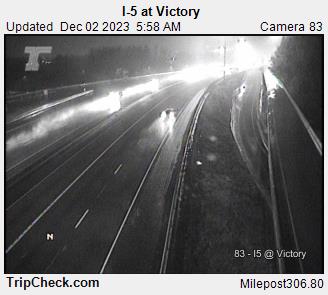 I-5 at Victory
Updated Dec 02 2023 5:58 AM Camera 83
T
N
83 - I5 @ Victory
TripCheck.com Milepost306.80